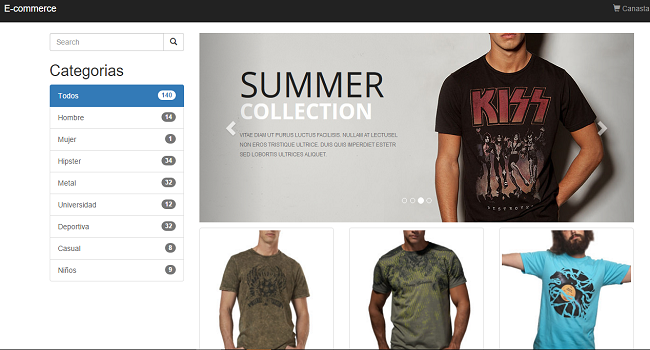 E-commerce
Canasta
Search
Categorias
Todos 140
Hombre 14
Mujer 1
Hipster 34
Metal 32
Universidad 12
Deportiva 32
Casual 8
Niños 9
SUMMER
COLLECTION
VITAE DIAM UT PURUS LUCTUS FACILISIS. NULLAM AT LECTUSEL
NON EROS TRISTIQUE ULTRICE. DUIS QUIS IMPERDIET ESTETR
SED LOBORTIS ULTRICES ALIQUET.
KISS
DESTROYER